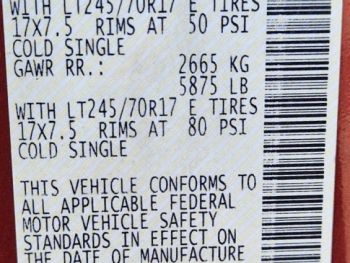 WITH LT245/70R17 E TIRES
17X7.5 RIMS AT 50 PSI
COLD SINGLE
GAWR RR.: 2665 KG
5875 LB
WITH LT245/70R17 E TIRES
17X7.5 RIMS AT 80 PSI
COLD SINGLE
THIS VEHICLE CONFORMS TO
ALL APPLICABLE FEDERAL
MOTOR VEHICLE SAFETY
STANDARDS IN EFFECT ON
THE DATE OF MANUFACTURE